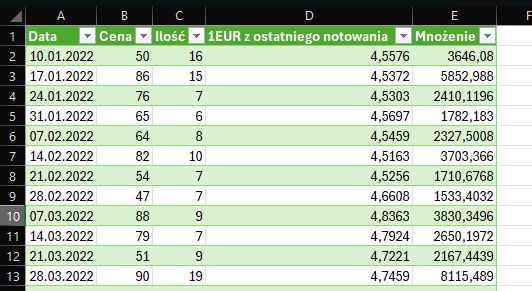 A B C D E F
1 Data Cena Ilość 1EUR z ostatniego notowania Mnożenie
2 10.01.2022 50 16 4,5576 3646,08
3 17.01.2022 86 15 4,5372 5852,988
4 24.01.2022 76 7 4,5303 2410,1196
5 31.01.2022 65 6 4,5697 1782,183
6 07.02.2022 64 8 4,5459 2327,5008
7 14.02.2022 82 10 4,5163 3703,366
8 21.02.2022 54 7 4,5256 1710,6768
9 28.02.2022 47 7 4,6608 1533,4032
10 07.03.2022 88 9 4,8363 3830,3496
11 14.03.2022 79 7 4,7924 2650,1972
12 21.03.2022 51 9 4,7221 2167,4439
13 28.03.2022 90 19 4,7459 8115,489